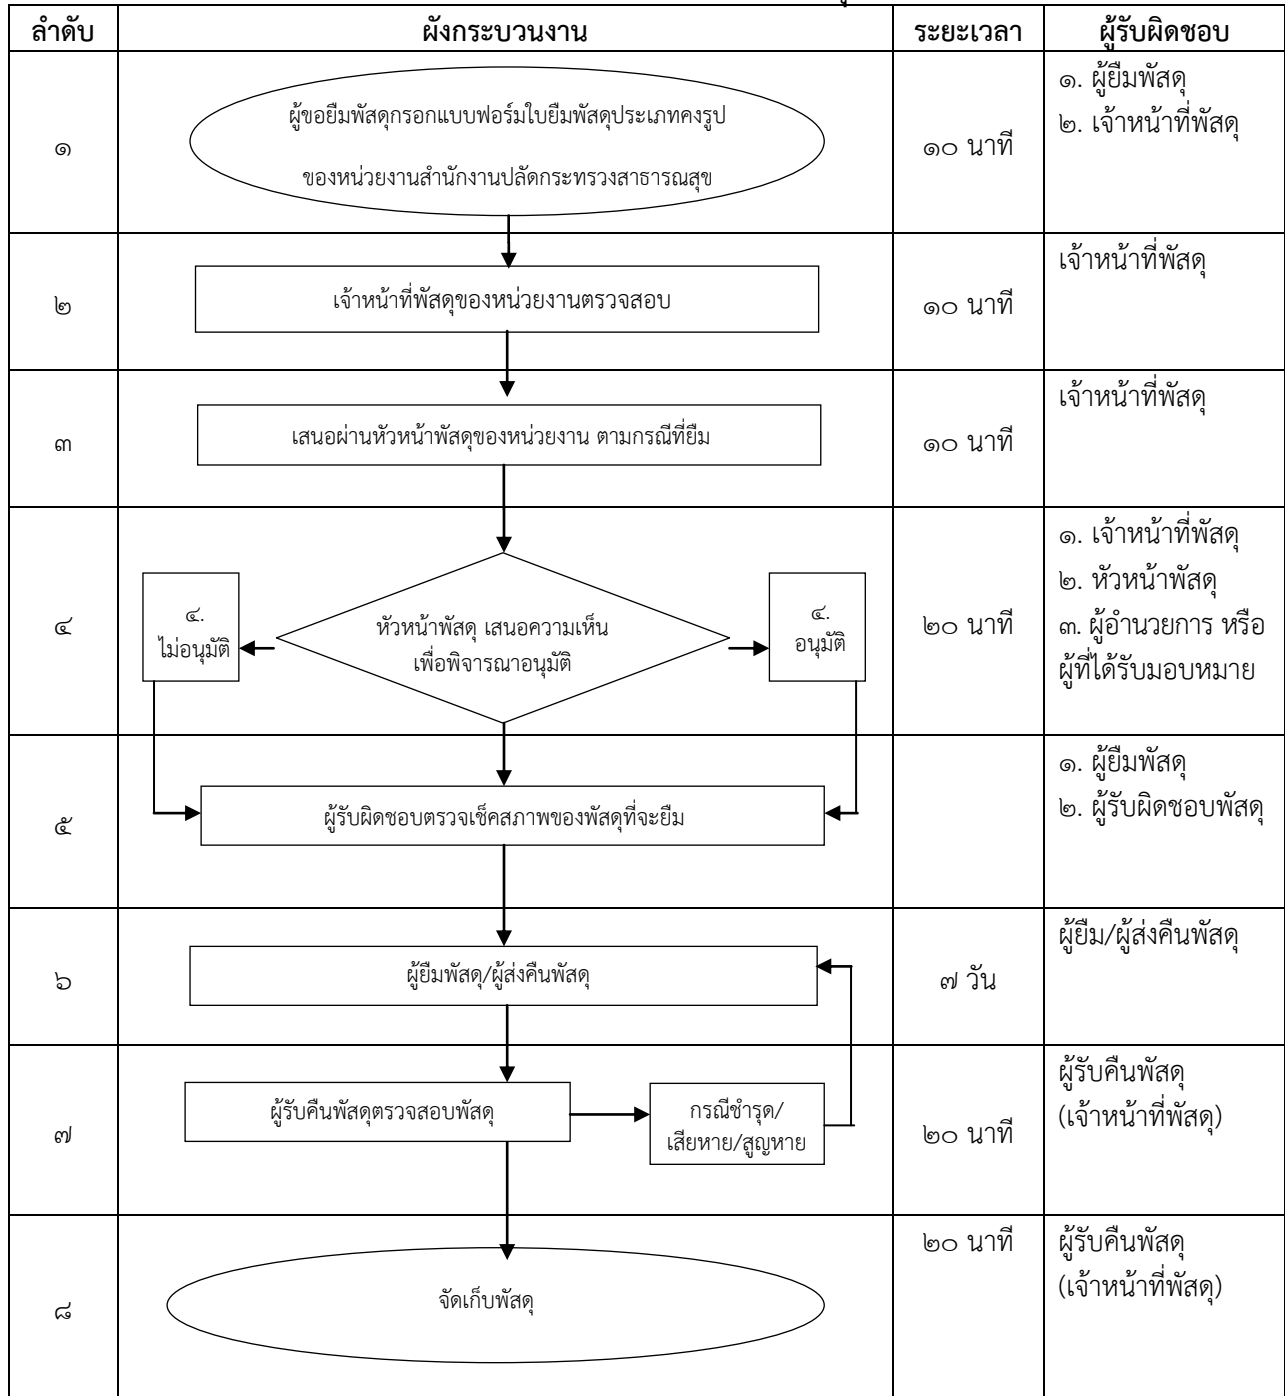 ลำดับ ผังกระบวนงาน ระยะเวลา ผู้รับผิดชอบ
๑
ผู้ขอยืมพัสดุกรอกแบบฟอร์มใบยืมพัสดุประเภทคงรูป
ของหน่วยงานสำนักงานปลัดกระทรวงสาธารณสุข
๑๐ นาที
๑. ผู้ยืมพัสดุ
๒. เจ้าหน้าที่พัสดุ
๒
เจ้าหน้าที่พัสดุของหน่วยงานตรวจสอบ
๑๐ นาที
เจ้าหน้าที่พัสดุ
๓
เสนอผ่านหัวหน้าพัสดุของหน่วยงาน ตามกรณีที่ยืม
๑๐ นาที
เจ้าหน้าที่พัสดุ
๔
๔.
ไม่อนุมัติ
หัวหน้าพัสดุ เสนอความเห็น
เพื่อพิจารณาอนุมัติ
๔.
อนุมัติ
๒๐ นาที
๑. เจ้าหน้าที่พัสดุ
๒. หัวหน้าพัสดุ
๓. ผู้อำนวยการ หรือ
ผู้ที่ได้รับมอบหมาย
๕
ผู้รับผิดชอบตรวจเช็คสภาพของพัสดุที่จะยืม
๑. ผู้ยืมพัสดุ
๒. ผู้รับผิดชอบพัสดุ
๖
ผู้ยืมพัสดุ/ผู้ส่งคืนพัสดุ
๗ วัน
ผู้ยืม/ผู้ส่งคืนพัสดุ
๗
ผู้รับคืนพัสดุตรวจสอบพัสดุ
กรณีชำรุด/
เสียหาย/สูญหาย
๒๐ นาที
ผู้รับคืนพัสดุ
(เจ้าหน้าที่พัสดุ)
๘
จัดเก็บพัสดุ
๒๐ นาที
ผู้รับคืนพัสดุ
(เจ้าหน้าที่พัสดุ)